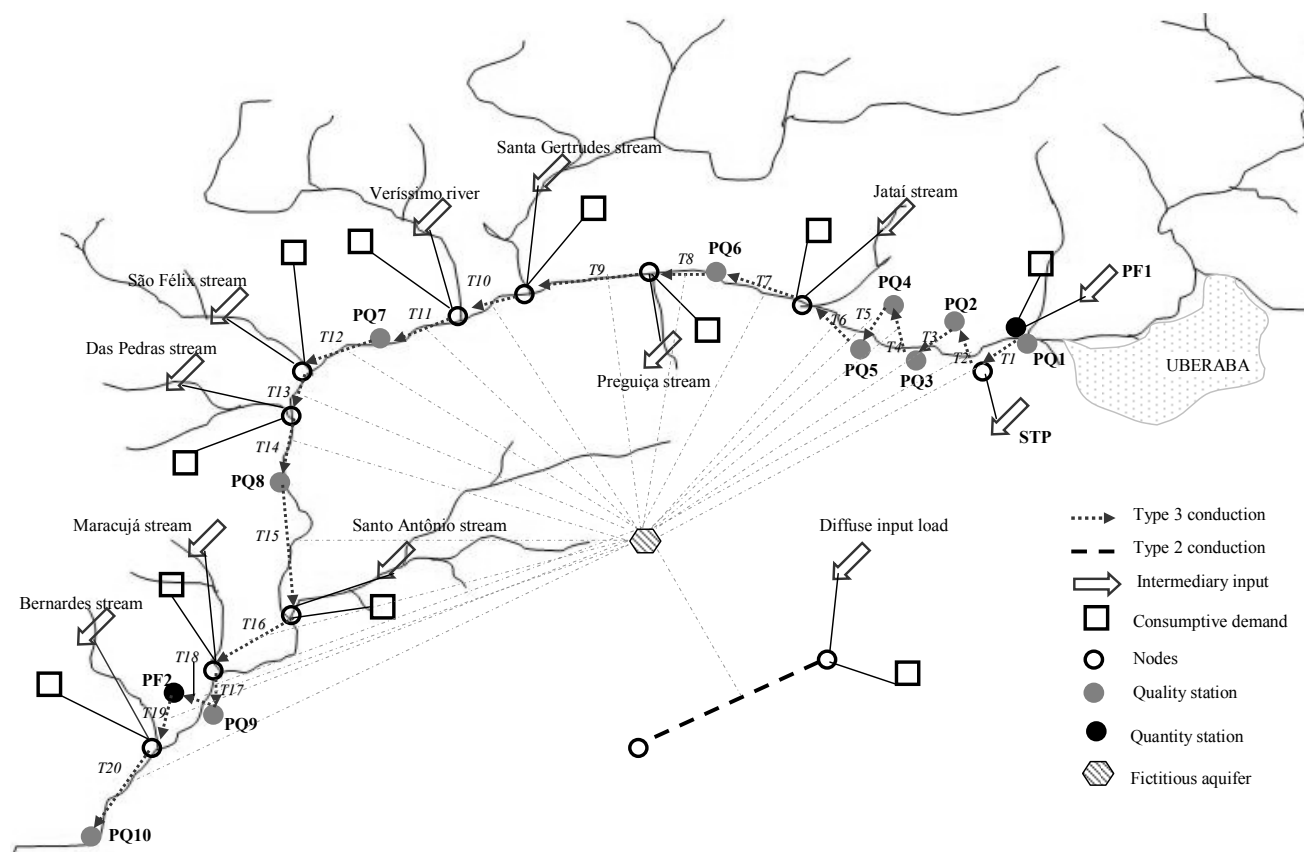 Santa Gertrudes stream
Veríssimo river
Jataí stream
São Félix stream
T10
T9
T8
PQ6
T7
PQ4
PQ2
PF1
PQ7
T12
T11
T6
T5
T4
T3
T2
T1
PQ1
UBERABA
Das Pedras stream
PQ5
PQ3
Preguiça stream
T13
STP
T14
PQ8
Maracujá stream
T15
Santo Antônio stream
Diffuse input load
Type 3 conduction
Type 2 conduction
Intermediary input
Bernardes stream
Consumptive demand
T16
T18
Nodes
PF2
T17
Quality station
T19
PQ9
Quantity station
T20
Fictitious aquifer
PQ10